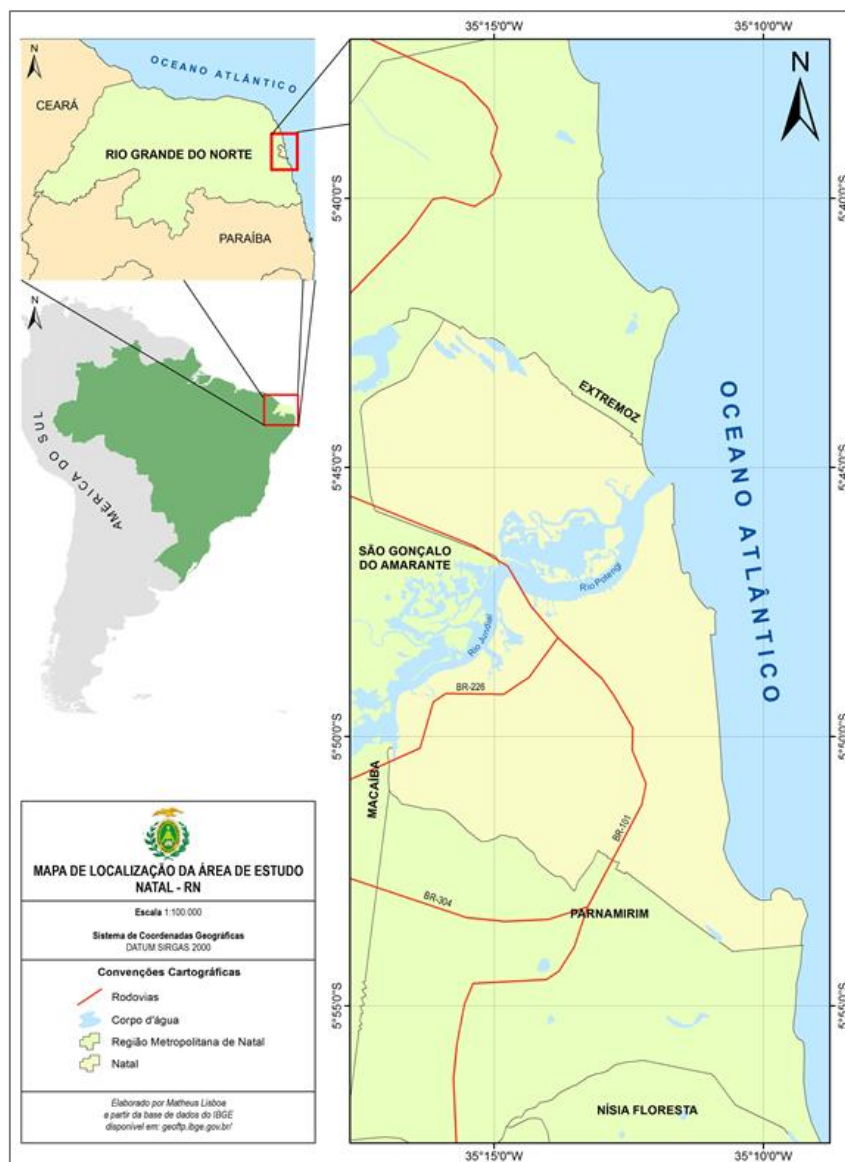 35°15'0"W
35°10'0"W
N
OCEANO ATLÂNTICO
CEARÁ
RIO GRANDE DO NORTE
PARAÍBA
N
AMÉRICA DO SUL
N
5°40'0"S
5°40'0"S
EXTREMOZ
OCEANO ATLÂNTICO
5°45'0"S
5°45'0"S
SÃO GONÇALO
DO AMARANTE
Rio Potengi
Rio Jundiaí
BR-226
5°50'0"S
5°50'0"S
MACAÍBA
BR-101
BR-304
PARNAMIRIM
5°55'0"S
5°55'0"S
NÍSIA FLORESTA
35°15'0"W
35°10'0"W
MAPA DE LOCALIZAÇÃO DA ÁREA DE ESTUDO
NATAL - RN
Escala 1:100.000
Sistema de Coordenadas Geográficas
DATUM SIRGAS 2000
Convenções Cartográficas
Rodovias
Corpo d'água
Região Metropolitana de Natal
Natal
Elaborado por Matheus Lisboa
a partir da base de dados do IBGE
disponível em: geoftp.ibge.gov.br/